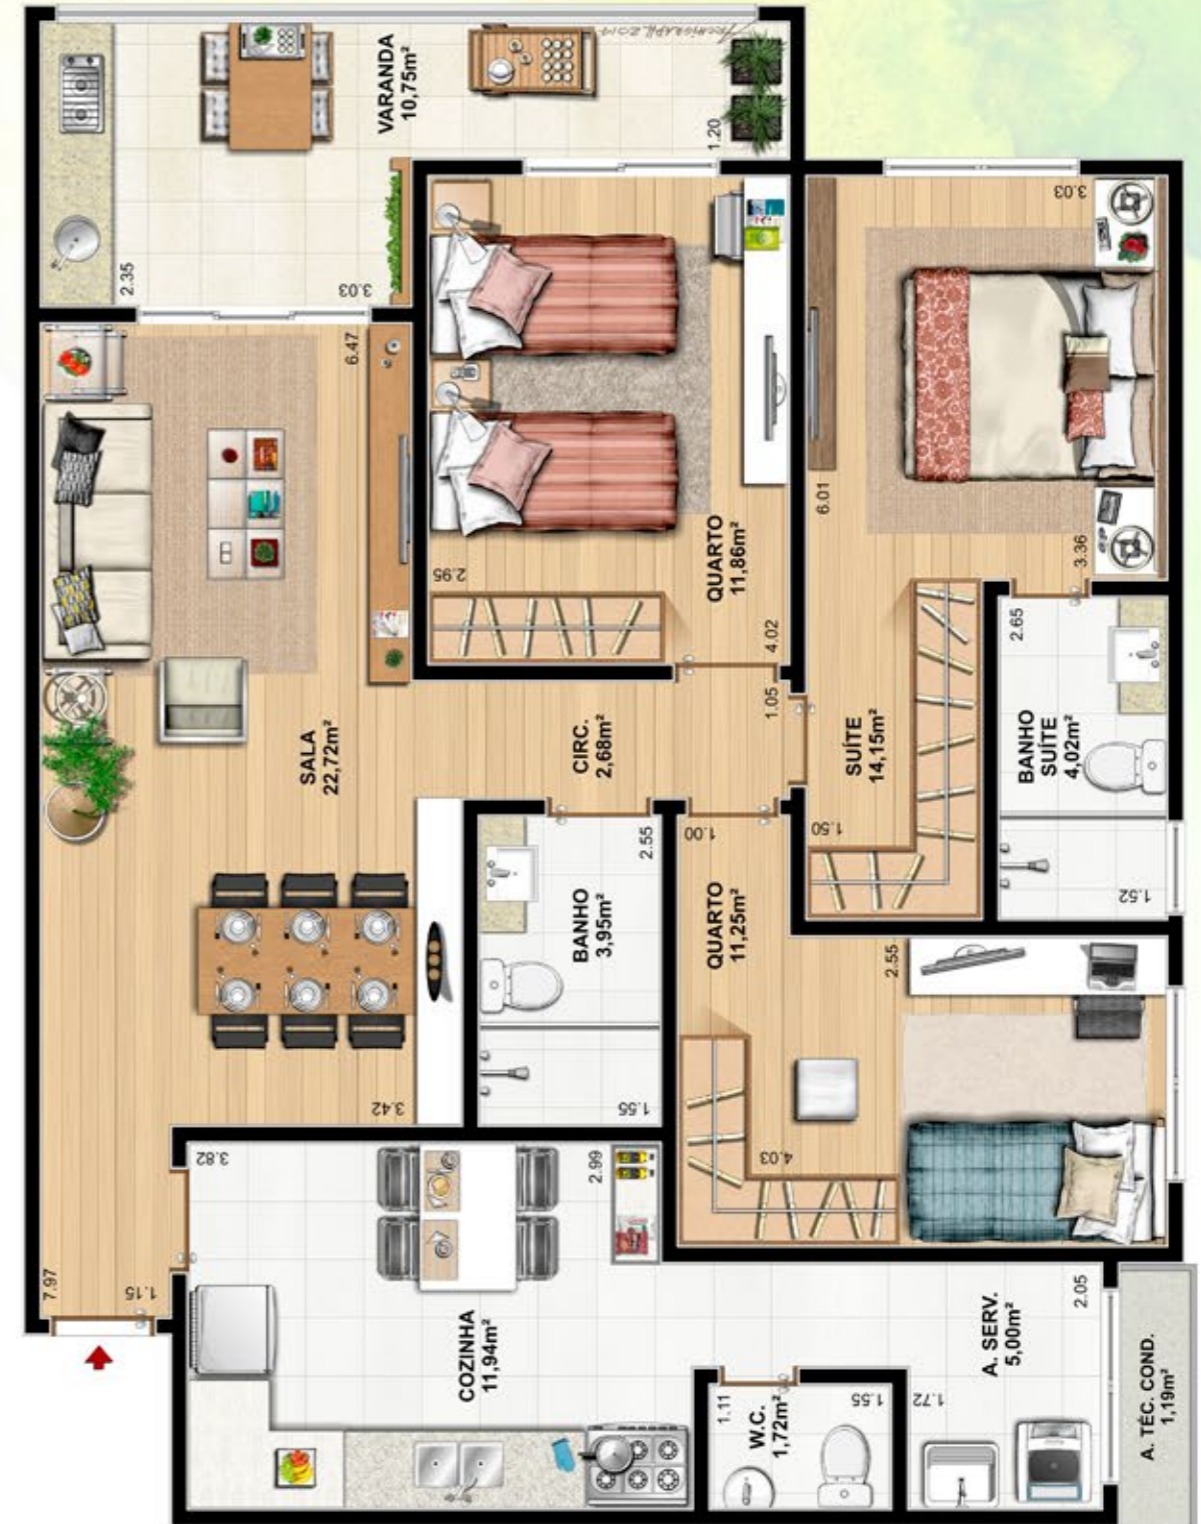 VARANDA
10,75m²
1.20
2.35
3.03
6.47
3.03
6.01
3.36
2.95
QUARTO
11,86m²
4.02
2.65
SALA
22,72m²
CIRC.
2,68m²
1.05
SUÍTE
14,15m²
BANHO
SUÍTE
4,02m²
1.50
1.52
2.55
1.00
BANHO
3,95m²
1.55
QUARTO
11,25m²
2.55
4.03
3.42
3.82
2.99
7.97
1.15
COZINHA
11,94m²
1.11
W.C.
1,72m²
1.55
1.72
A. SERV.
5,00m²
2.05
A. TÉC. COND.
1,19m²